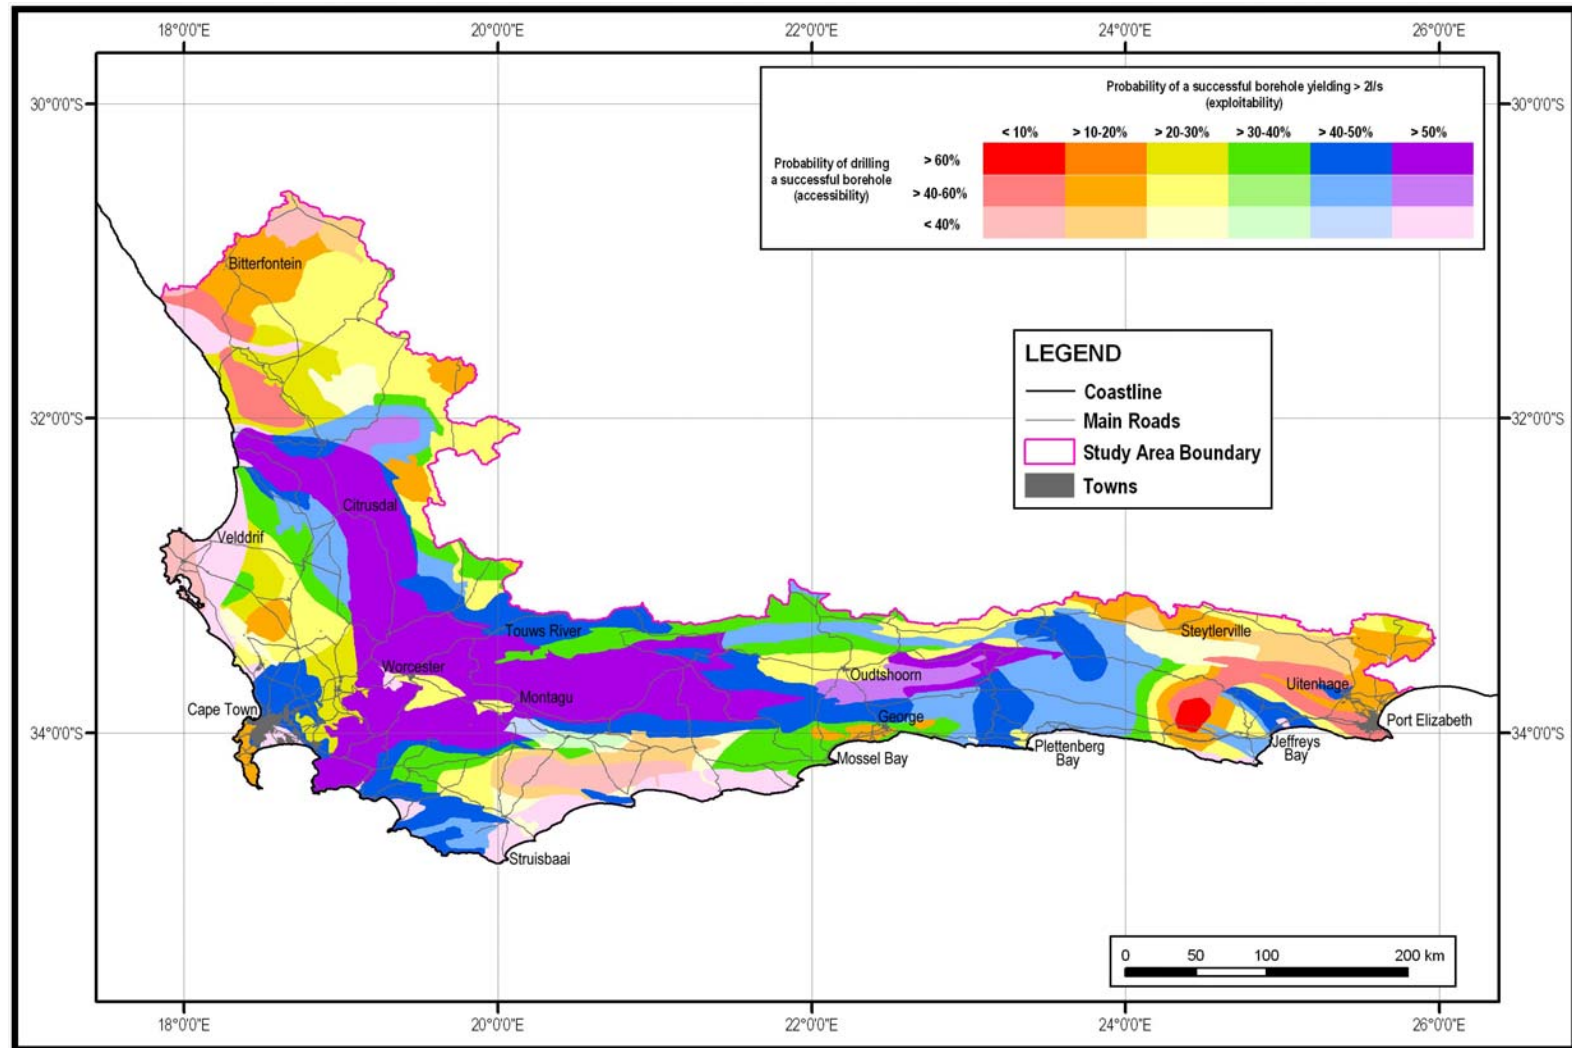 18°0'0"E 20°0'0"E 22°0'0"E 24°0'0"E 26°0'0"E
30°0'0"S 30°0'0"S
Probability of a successful borehole yielding > 2l/s
(exploitability)
< 10% > 10-20% > 20-30% > 30-40% > 40-50% > 50%
Probability of drilling
a successful borehole
(accessibility)
> 60%
> 40-60%
< 40%
Bitterfontein
LEGEND
Coastline
Main Roads
Study Area Boundary
Towns
32°0'0"S 32°0'0"S
Citrusdal
Velddrif
Touws River
Steytlerville
Worcester
Oudtshoorn
Uitenhage
Montagu
Cape Town
George
Port Elizabeth
34°0'0"S 34°0'0"S
Mossel Bay
Plettenberg
Bay
Jeffreys
Bay
Struisbaai
0 50 100 200 km
18°0'0"E 20°0'0"E 22°0'0"E 24°0'0"E 26°0'0"E